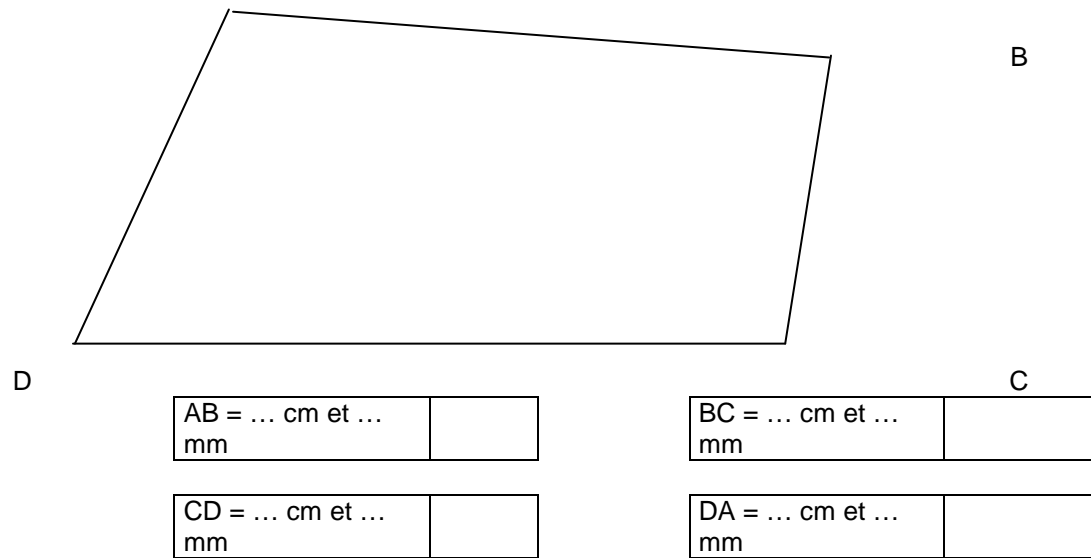 B
D
C
AB = … cm et …
mm
BC = … cm et …
mm
CD = … cm et …
mm
DA = … cm et …
mm